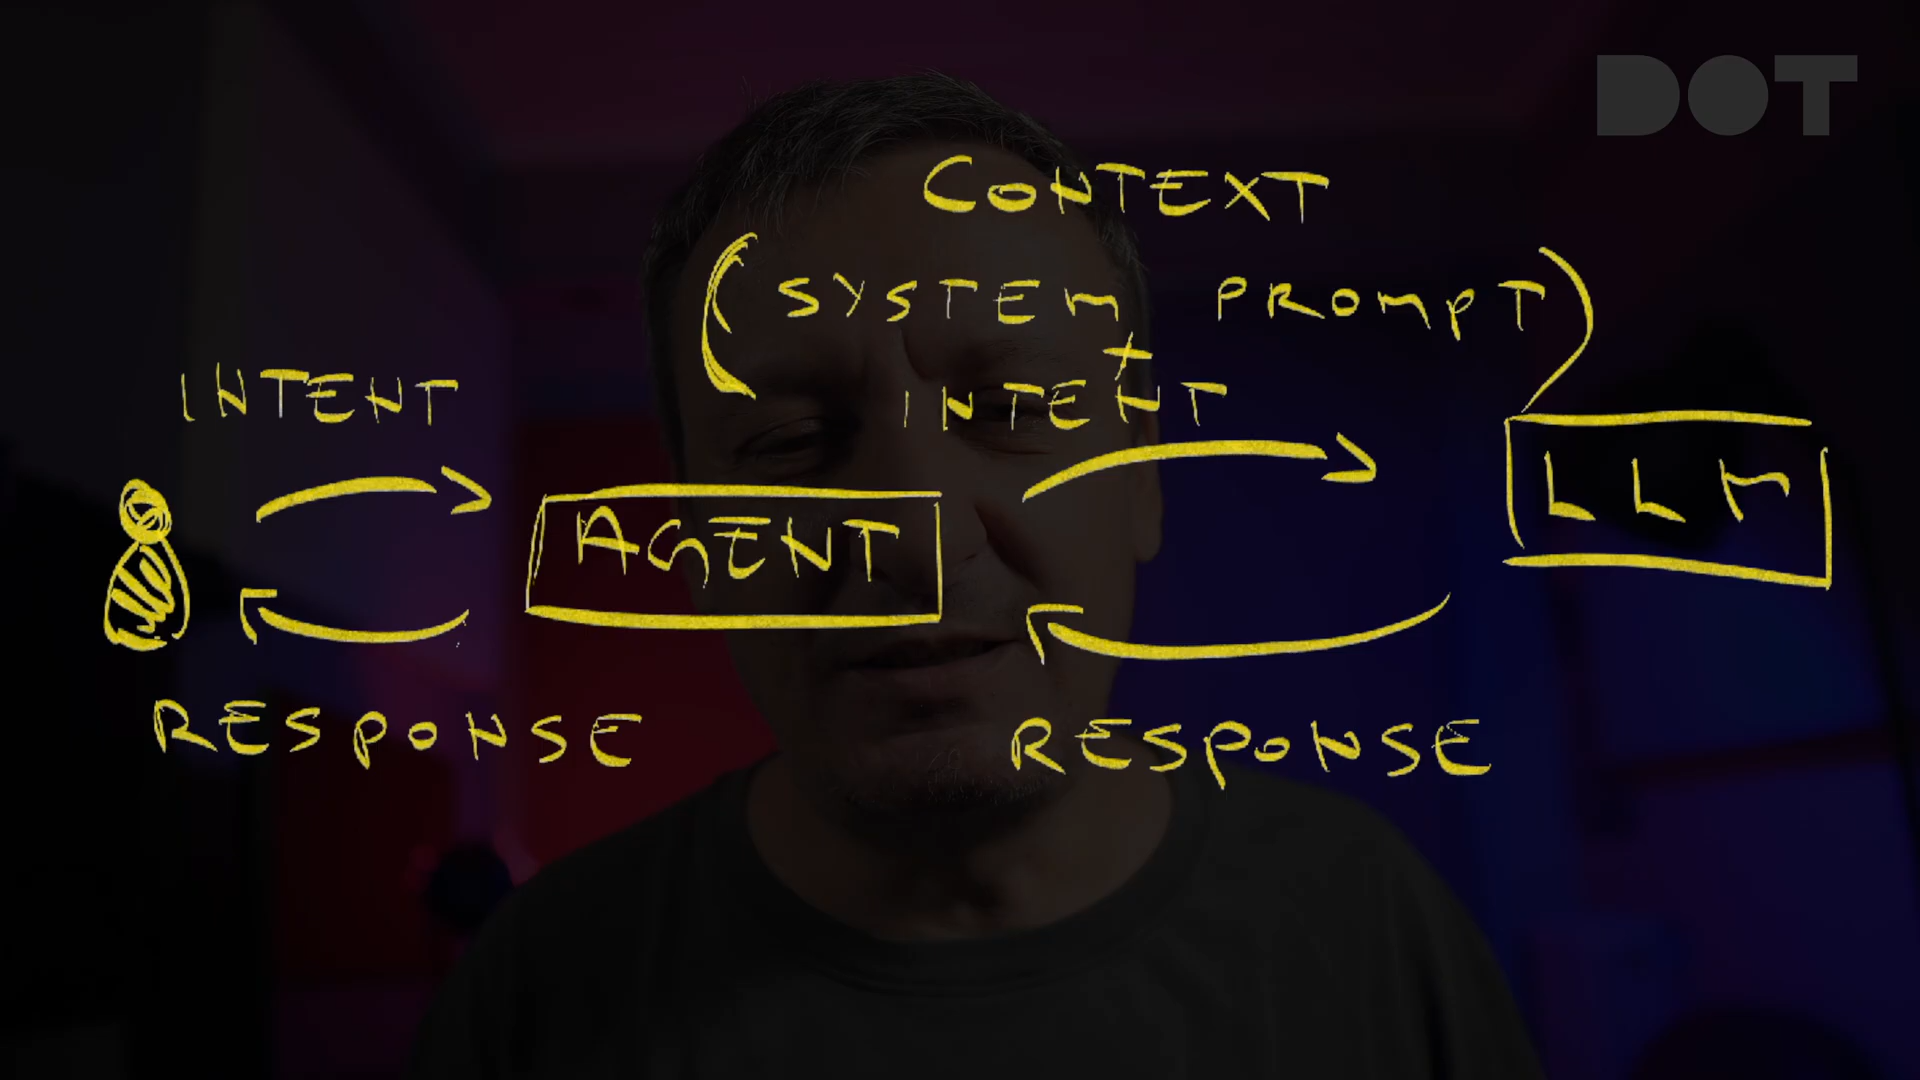 DOT
CONTEXT
(SYSTEM PROMPT)
+
INTENT
INTENT
AGENT
LLM
RESPONSE
RESPONSE